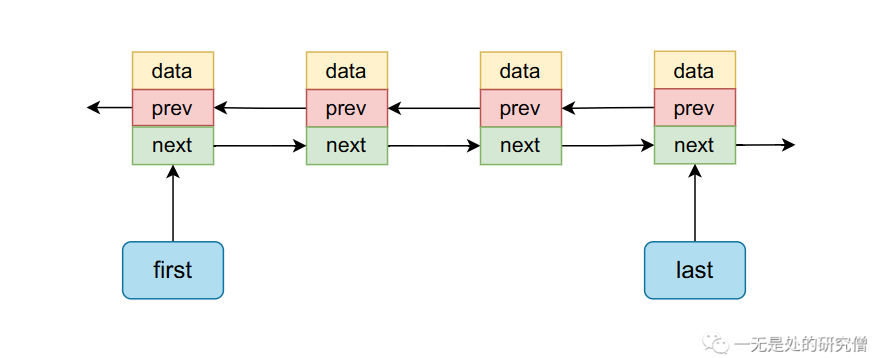 data data data data
prev prev prev prev
next next next next
first last
一无是处的研究僧